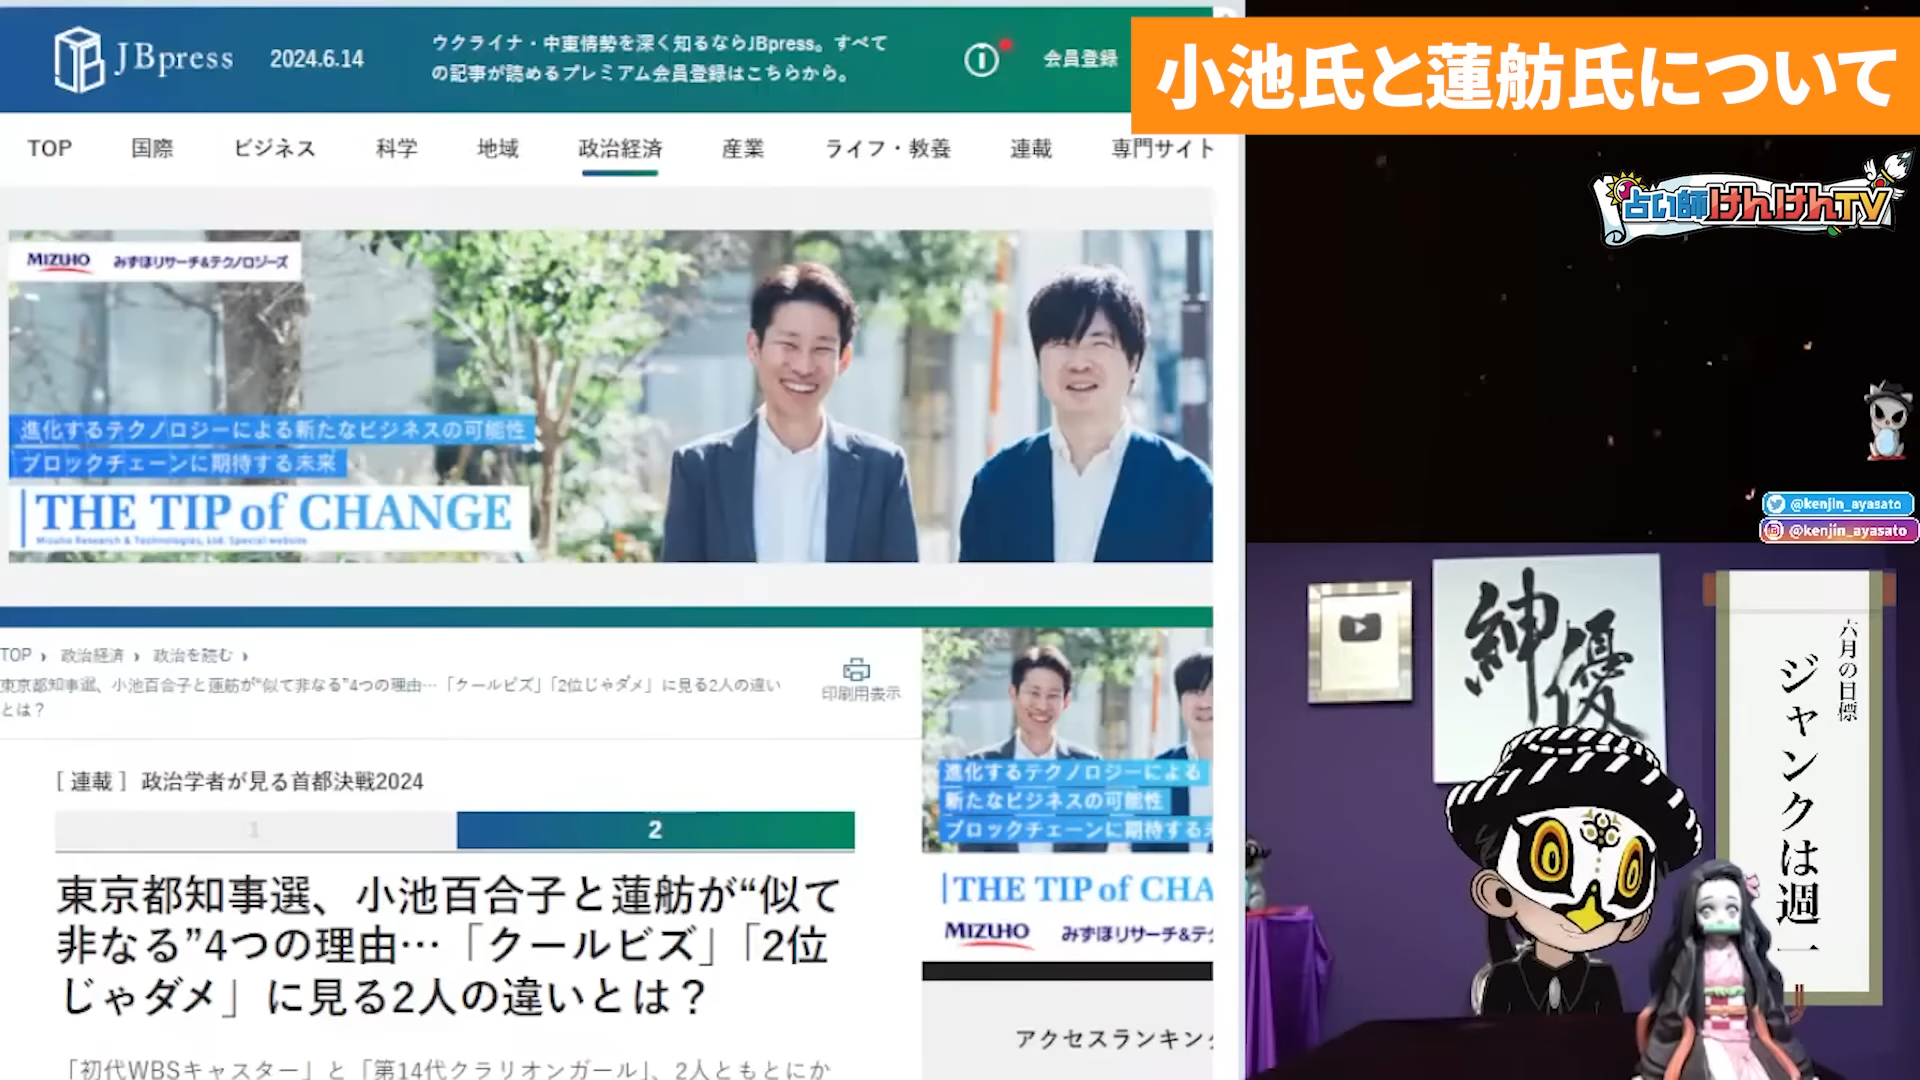 JBpress
2024.6.14
ウクライナ・中東情勢を深く知るならJBpress。すべて
の記事が読めるプレミアム会員登録はこちらから。
会員登録
小池氏と蓮舫氏について
TOP 国際 ビジネス 科学 地域 政治経済 産業 ライフ・教養 連載 専門サイト
占い師けんけんTV
MIZUHO みずほリサーチ&テクノロジーズ
進化するテクノロジーによる新たなビジネスの可能性
ブロックチェーンに期待する未来
THE TIP of CHANGE
Mizuho Research & Technologies, Ltd. Special website
@kenjin_ayasato
@kenjin_ayasato
紳優
六月の目標
ジャンクは週一
TOP › 政治経済 › 政治を読む ›
東京都知事選、小池百合子と蓮舫が“似て非なる”4つの理由…「クールビズ」「2位じゃダメ」に見る2人の違い
とは？
印刷用表示
進化するテクノロジーによる
新たなビジネスの可能性
ブロックチェーンに期待する
THE TIP of CHA
MIZUHO みずほリサーチ&テク
アクセスランキン
[ 連載 ] 政治学者が見る首都決戦2024
1 2
東京都知事選、小池百合子と蓮舫が“似て
非なる”4つの理由…「クールビズ」「2位
じゃダメ」に見る2人の違いとは？
「初代WBSキャスター」と「第14代クラリオンガール」、2人ともとにか